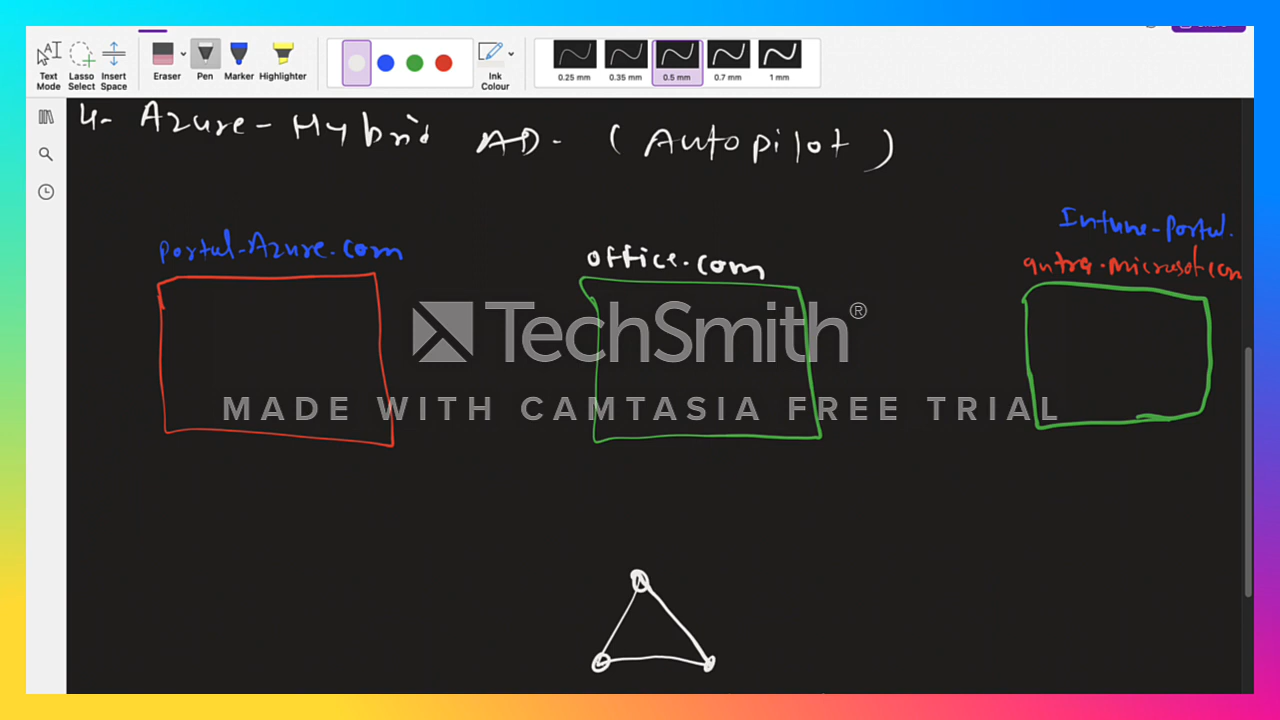 Text Mode
Lasso Select
Insert Space
Eraser
Pen
Marker
Highlighter
Ink Colour
0.25 mm
0.35 mm
0.5 mm
0.7 mm
1 mm
4- Azure-Hybrid AD- (Autopilot)
portul-Azure.com
office.com
Intune-Portul.
TechSmith®
MADE WITH CAMTASIA FREE TRIAL